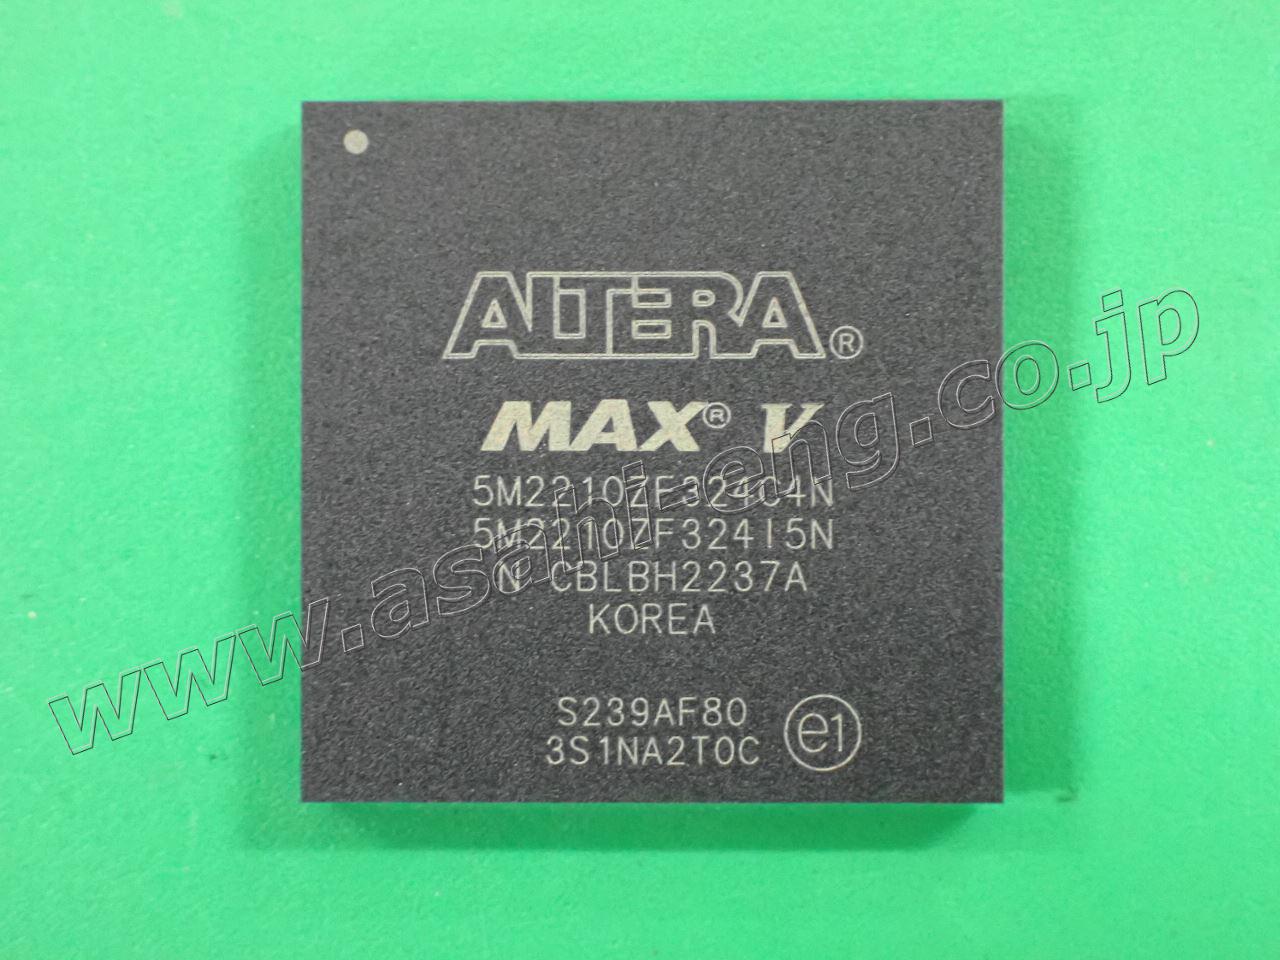 ALTERA®
MAX® V
5M2210ZF324C4N
5M2210ZF324I5N
N CBLBH2237A
KOREA
S239AF80
3S1NA2T0C e1
www.asahi-eng.co.jp